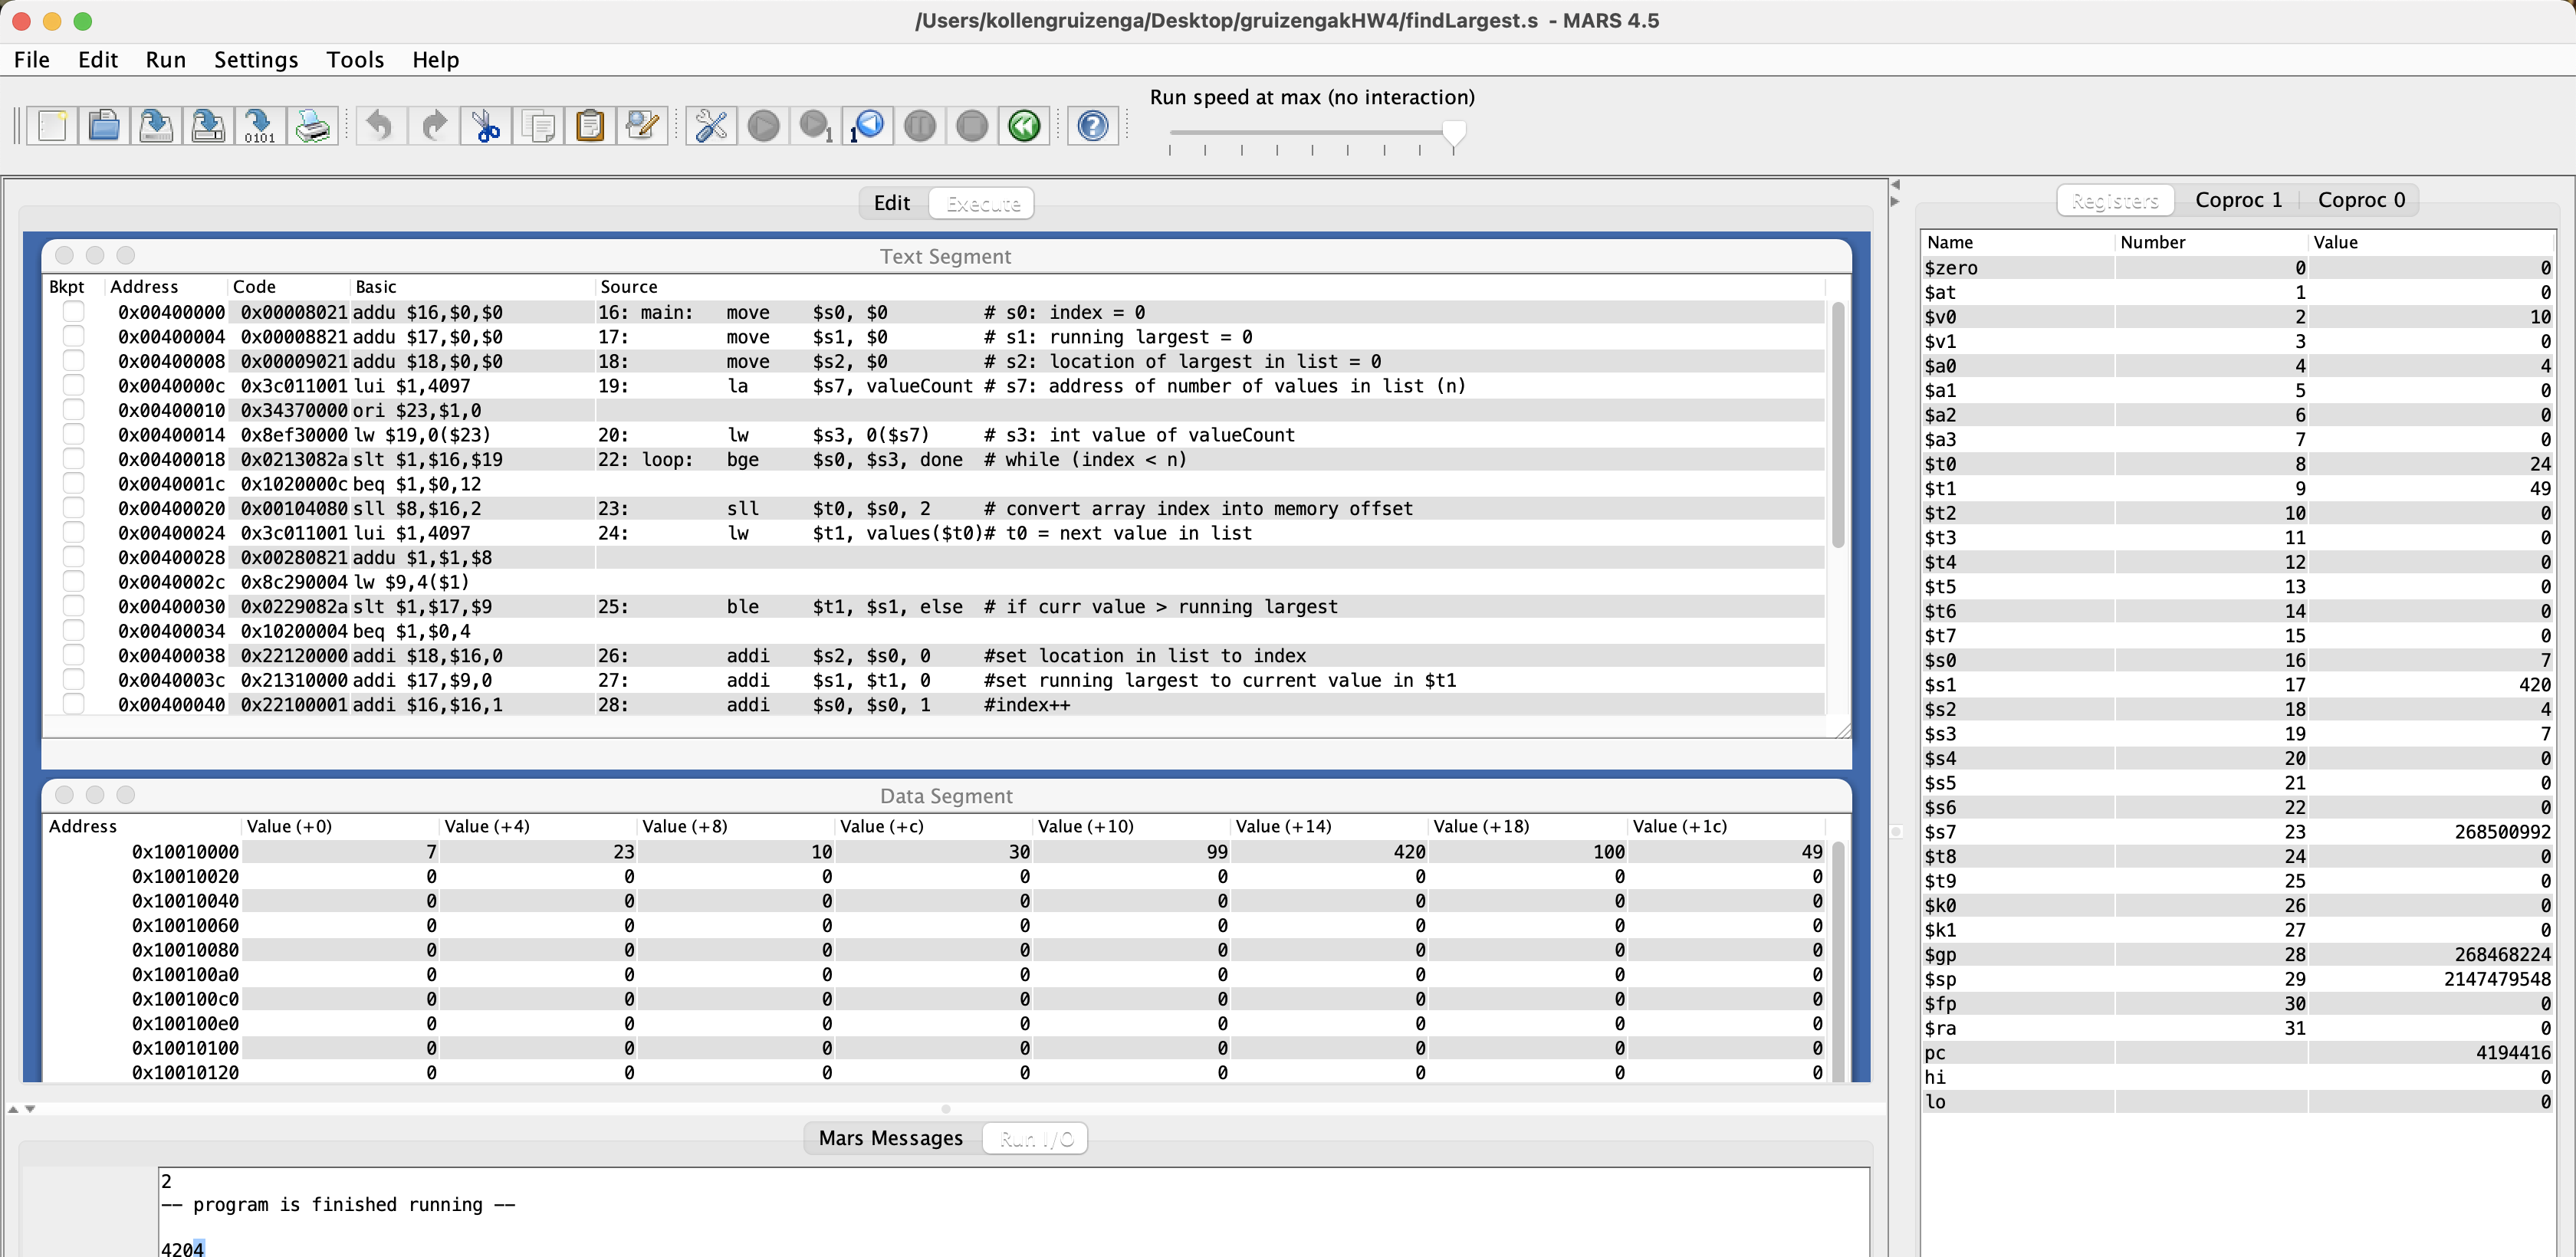 /Users/kollengruizenga/Desktop/gruizengakHW4/findLargest.s - MARS 4.5
File Edit Run Settings Tools Help
0101 1 1
Run speed at max (no interaction)
Edit Execute
Text Segment
Bkpt Address Code Basic Source
0x00400000 0x00008021 addu $16,$0,$0 16: main: move $s0, $0 # s0: index = 0
0x00400004 0x00008821 addu $17,$0,$0 17: move $s1, $0 # s1: running largest = 0
0x00400008 0x00009021 addu $18,$0,$0 18: move $s2, $0 # s2: location of largest in list = 0
0x0040000c 0x3c011001 lui $1,4097 19: la $s7, valueCount # s7: address of number of values in list (n)
0x00400010 0x34370000 ori $23,$1,0
0x00400014 0x8ef30000 lw $19,0($23) 20: lw $s3, 0($s7) # s3: int value of valueCount
0x00400018 0x0213082a slt $1,$16,$19 22: loop: bge $s0, $s3, done # while (index < n)
0x0040001c 0x1020000c beq $1,$0,12
0x00400020 0x00104080 sll $8,$16,2 23: sll $t0, $s0, 2 # convert array index into memory offset
0x00400024 0x3c011001 lui $1,4097 24: lw $t1, values($t0)# t0 = next value in list
0x00400028 0x00280821 addu $1,$1,$8
0x0040002c 0x8c290004 lw $9,4($1)
0x00400030 0x0229082a slt $1,$17,$9 25: ble $t1, $s1, else # if curr value > running largest
0x00400034 0x10200004 beq $1,$0,4
0x00400038 0x22120000 addi $18,$16,0 26: addi $s2, $s0, 0 #set location in list to index
0x0040003c 0x21310000 addi $17,$9,0 27: addi $s1, $t1, 0 #set running largest to current value in $t1
0x00400040 0x22100001 addi $16,$16,1 28: addi $s0, $s0, 1 #index++
Data Segment
Address Value (+0) Value (+4) Value (+8) Value (+c) Value (+10) Value (+14) Value (+18) Value (+1c)
0x10010000 7 23 10 30 99 420 100 49
0x10010020 0 0 0 0 0 0 0 0
0x10010040 0 0 0 0 0 0 0 0
0x10010060 0 0 0 0 0 0 0 0
0x10010080 0 0 0 0 0 0 0 0
0x100100a0 0 0 0 0 0 0 0 0
0x100100c0 0 0 0 0 0 0 0 0
0x100100e0 0 0 0 0 0 0 0 0
0x10010100 0 0 0 0 0 0 0 0
0x10010120 0 0 0 0 0 0 0 0
Mars Messages Run I/O
2
-- program is finished running --
4204
Registers Coproc 1 Coproc 0
Name Number Value
$zero 0 0
$at 1 0
$v0 2 10
$v1 3 0
$a0 4 4
$a1 5 0
$a2 6 0
$a3 7 0
$t0 8 24
$t1 9 49
$t2 10 0
$t3 11 0
$t4 12 0
$t5 13 0
$t6 14 0
$t7 15 0
$s0 16 7
$s1 17 420
$s2 18 4
$s3 19 7
$s4 20 0
$s5 21 0
$s6 22 0
$s7 23 268500992
$t8 24 0
$t9 25 0
$k0 26 0
$k1 27 0
$gp 28 268468224
$sp 29 2147479548
$fp 30 0
$ra 31 0
pc 4194416
hi 0
lo 0